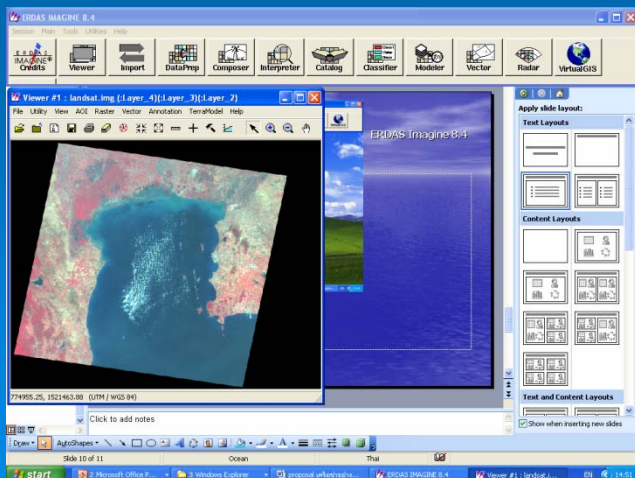 ERDAS IMAGINE 8.4
Session Main Tools Utilities Help
ERDAS
IMAGINE
Credits
Viewer
Import
DataPrep
Composer
Interpreter
Catalog
Classifier
Modeler
Vector
Radar
VirtualGIS
Viewer #1 : landsat.img (:Layer_4)(:Layer_3)(:Layer_2)
File Utility View AOI Raster Vector Annotation TerraModel Help
774955.25, 1521463.88 (UTM / WGS 84)
ERDAS Imagine 8.4
Apply slide layout:
Text Layouts
Content Layouts
Text and Content Layouts
Show when inserting new slides
Click to add notes
Draw AutoShapes
Slide 10 of 11
Ocean
Thai
start
2 Microsoft Office P...
3 Windows Explorer
ERDAS IMAGINE 8.4
Viewer #1 : landsat.i...
EN
14:51